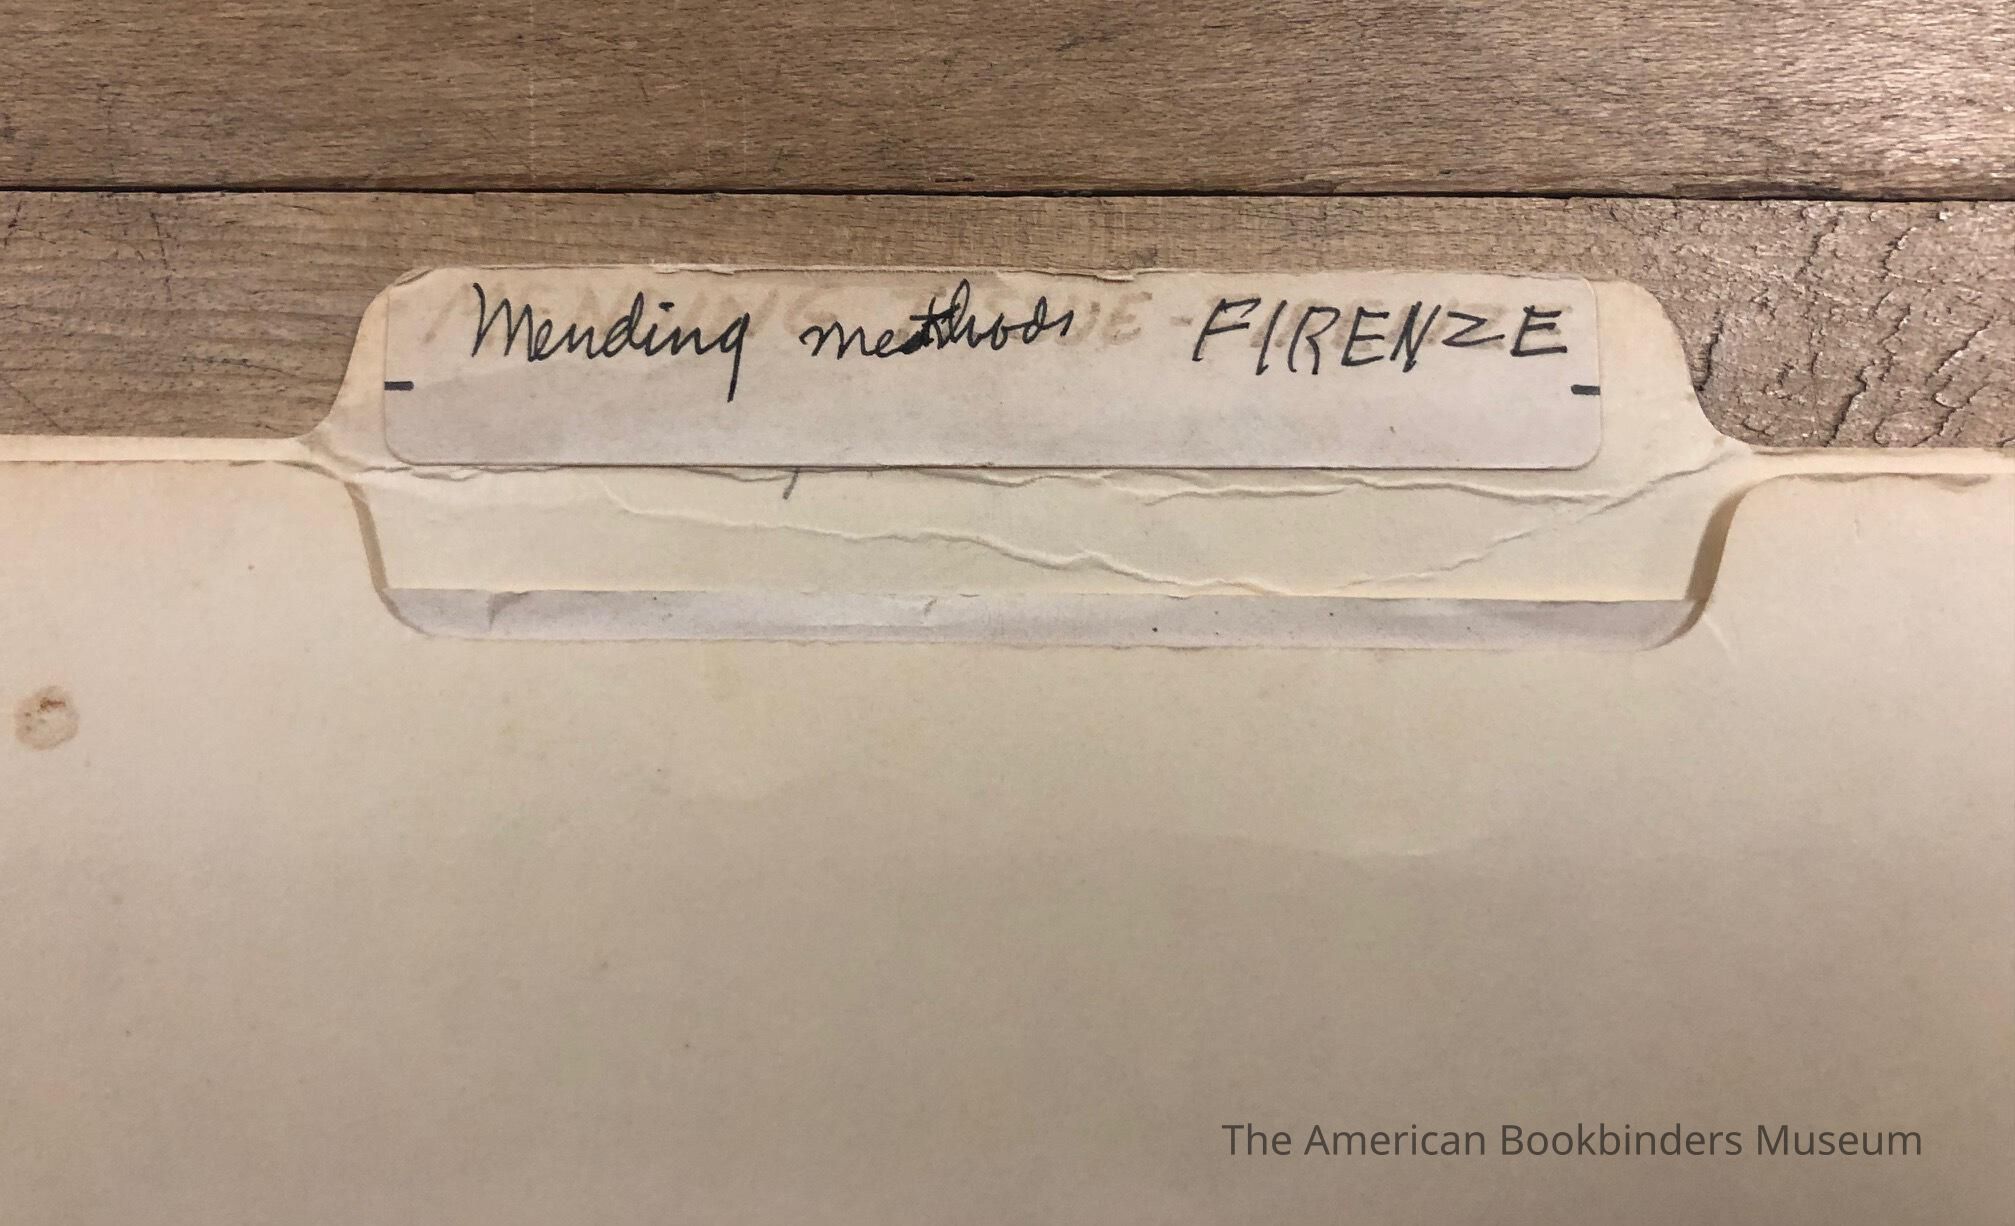 Mending methods FIRENZE
The American Bookbinders Museum